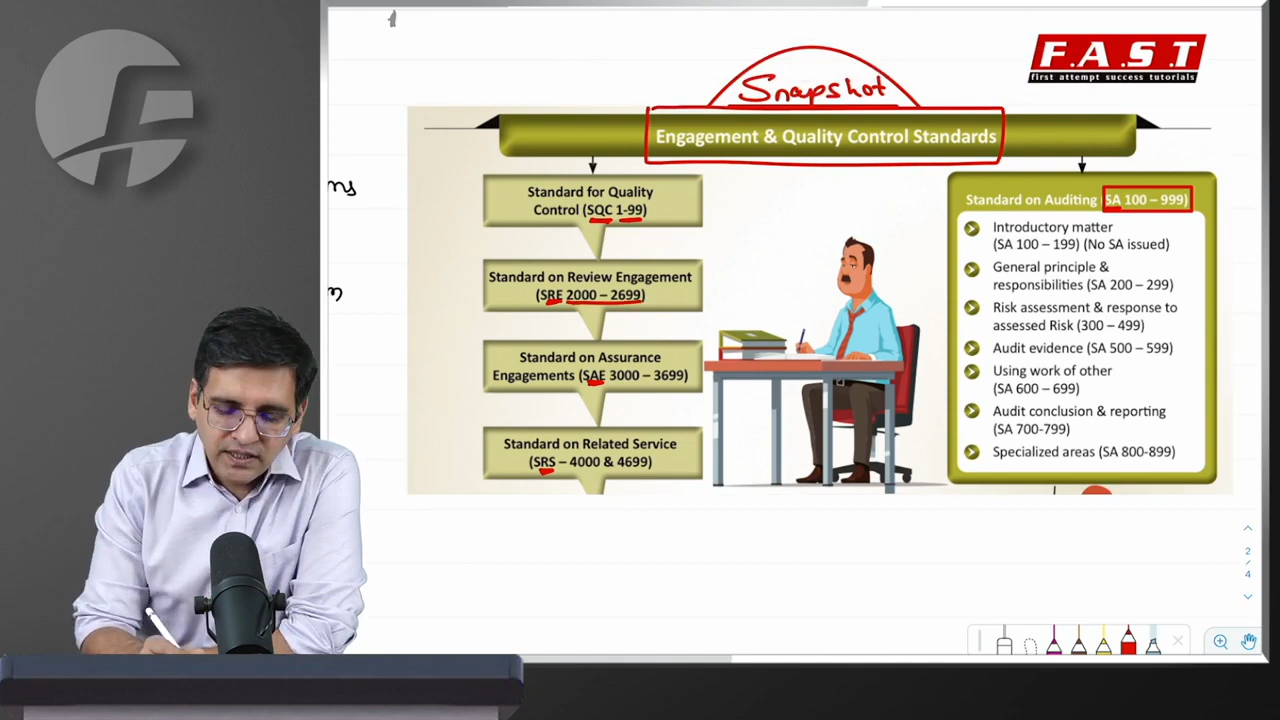 F.A.S.T
first attempt success tutorials
Snapshot
Engagement & Quality Control Standards
Standard for Quality
Control (SQC 1-99)
Standard on Review Engagement
(SRE 2000 – 2699)
Standard on Assurance
Engagements (SAE 3000 – 3699)
Standard on Related Service
(SRS – 4000 & 4699)
Standard on Auditing (SA 100 – 999)
Introductory matter
(SA 100 – 199) (No SA issued)
General principle &
responsibilities (SA 200 – 299)
Risk assessment & response to
assessed Risk (300 – 499)
Audit evidence (SA 500 – 599)
Using work of other
(SA 600 – 699)
Audit conclusion & reporting
(SA 700-799)
Specialized areas (SA 800-899)
2
/
4